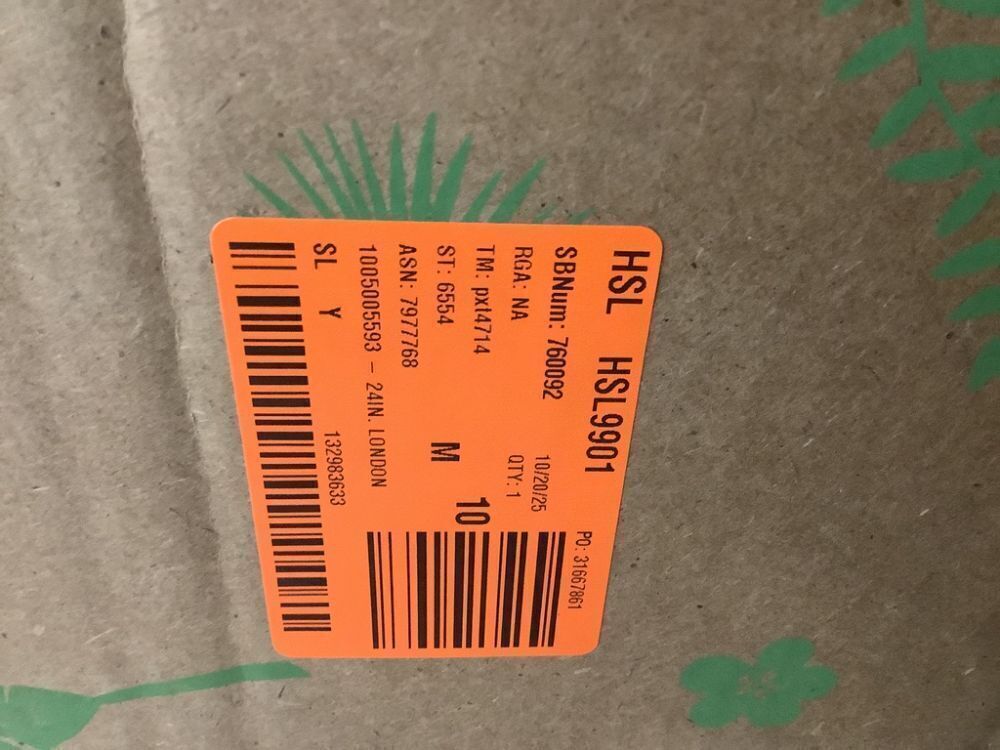 HSL HSL9901
PO: 31667861
SBNum: 760092 10/20/25
RGA: NA QTY: 1
TM: pxt4714 10
ST: 6554 M
ASN: 7977768
1005005593 - 24IN. LONDON
SL Y 132983633